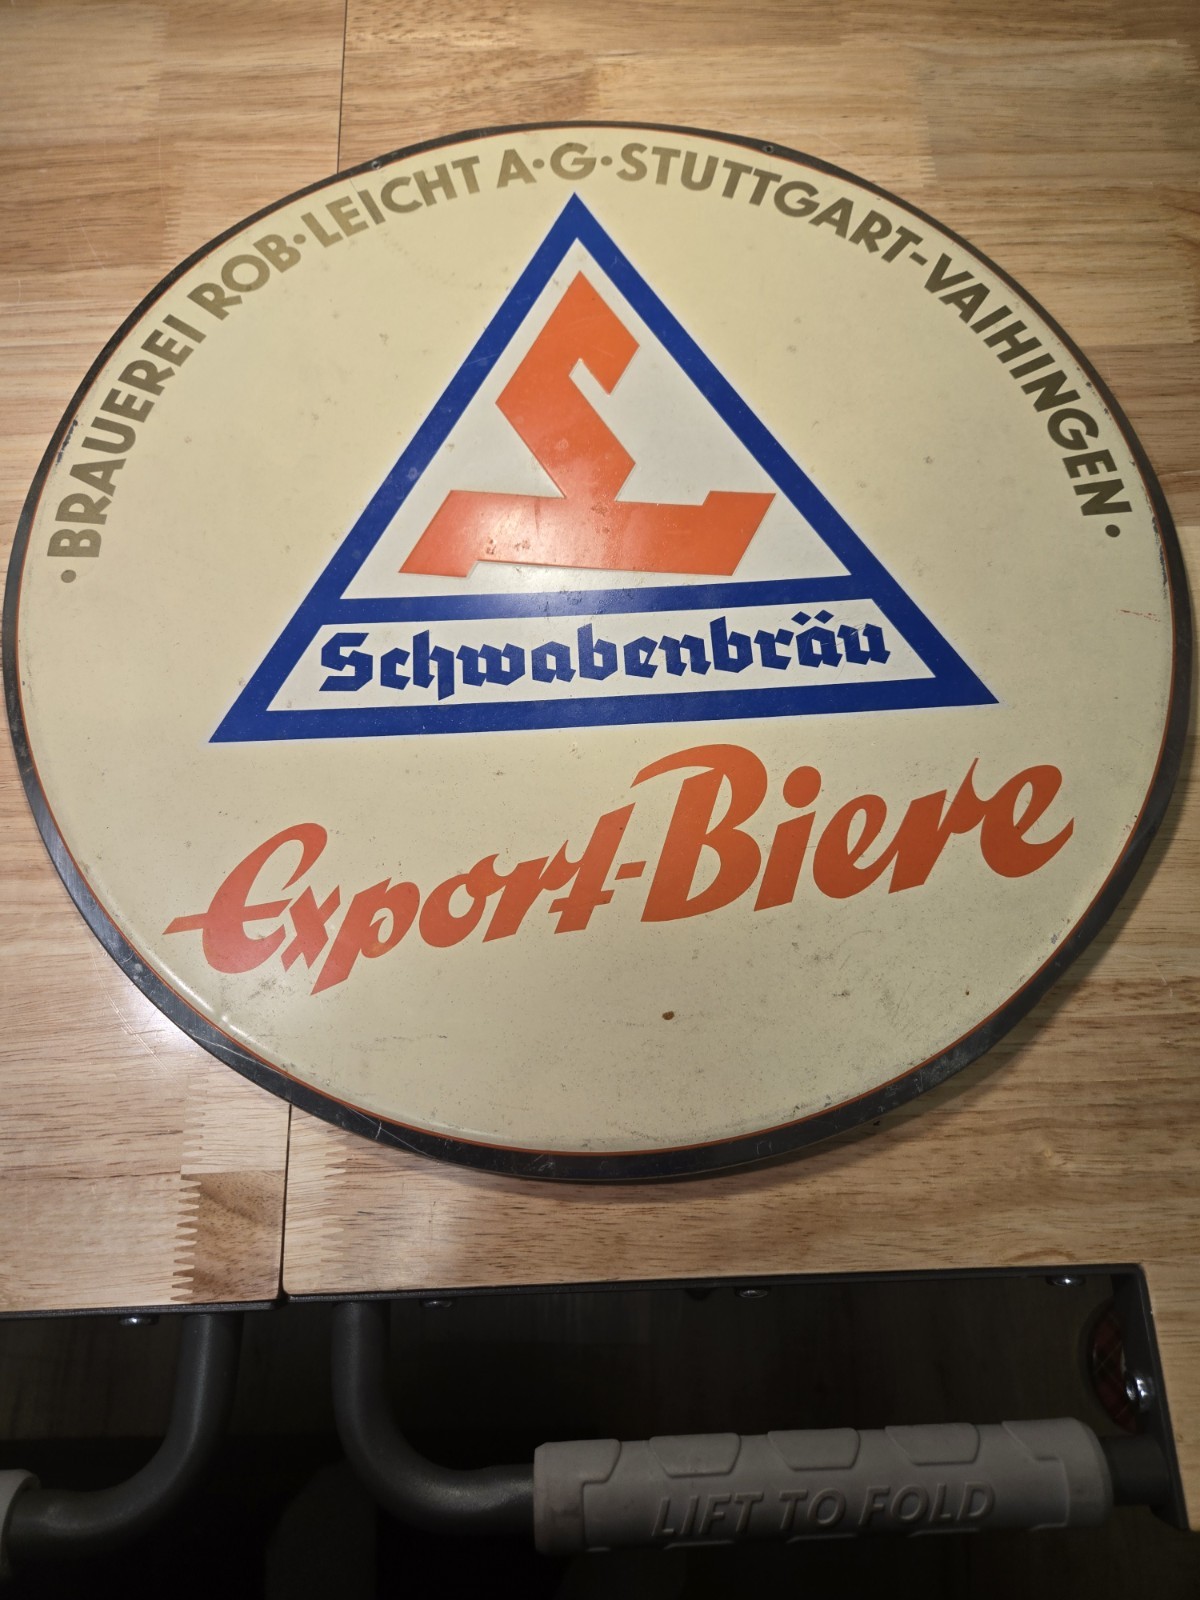 ·BRAUEREI ROB·LEICHT A·G·STUTTGART-VAIHINGEN·
L
Schwabenbräu
Export-Biere
LIFT TO FOLD